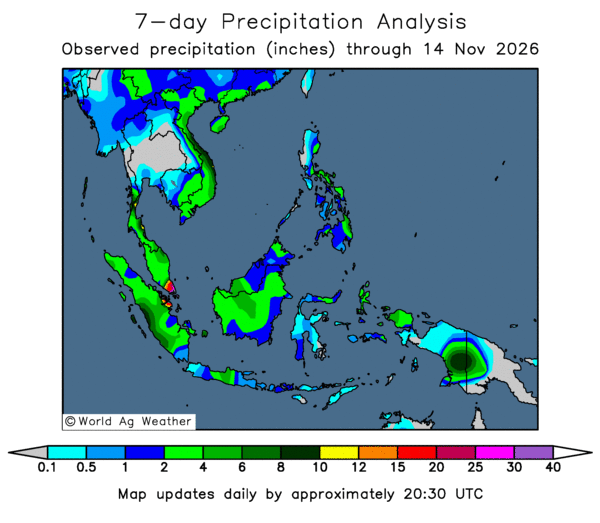 7-day Precipitation Analysis
Observed precipitation (inches) through 14 Nov 2026
©World Ag Weather
0.1 0.5 1 2 4 6 8 10 12 15 20 25 30 40
Map updates daily by approximately 20:30 UTC